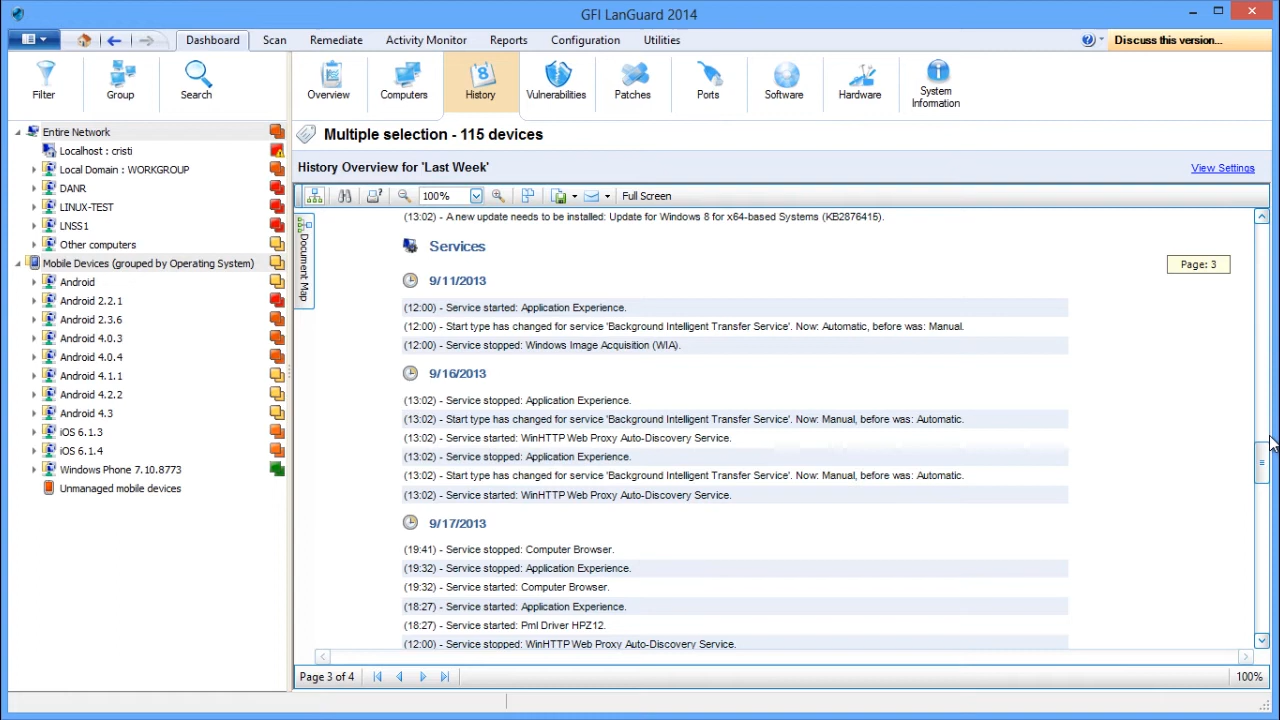 GFI LanGuard 2014
Dashboard Scan Remediate Activity Monitor Reports Configuration Utilities Discuss this version...
Filter Group Search Overview Computers History Vulnerabilities Patches Ports Software Hardware System Information
Entire Network
Localhost : cristi
Local Domain : WORKGROUP
DANR
LINUX-TEST
LNSS1
Other computers
Mobile Devices (grouped by Operating System)
Android
Android 2.2.1
Android 2.3.6
Android 4.0.3
Android 4.0.4
Android 4.1.1
Android 4.2.2
Android 4.3
iOS 6.1.3
iOS 6.1.4
Windows Phone 7.10.8773
Unmanaged mobile devices
Multiple selection - 115 devices
History Overview for 'Last Week' View Settings
100% Full Screen
Document Map
(13:02) - A new update needs to be installed: Update for Windows 8 for x64-based Systems (KB2876415).
Services
Page: 3
9/11/2013
(12:00) - Service started: Application Experience.
(12:00) - Start type has changed for service 'Background Intelligent Transfer Service'. Now: Automatic, before was: Manual.
(12:00) - Service stopped: Windows Image Acquisition (WIA).
9/16/2013
(13:02) - Service stopped: Application Experience.
(13:02) - Start type has changed for service 'Background Intelligent Transfer Service'. Now: Manual, before was: Automatic.
(13:02) - Service started: WinHTTP Web Proxy Auto-Discovery Service.
(13:02) - Service stopped: Application Experience.
(13:02) - Start type has changed for service 'Background Intelligent Transfer Service'. Now: Manual, before was: Automatic.
(13:02) - Service started: WinHTTP Web Proxy Auto-Discovery Service.
9/17/2013
(19:41) - Service stopped: Computer Browser.
(19:32) - Service stopped: Application Experience.
(19:32) - Service started: Computer Browser.
(18:27) - Service started: Application Experience.
(18:27) - Service started: Pml Driver HPZ12.
(12:00) - Service stopped: WinHTTP Web Proxy Auto-Discovery Service.
Page 3 of 4 100%